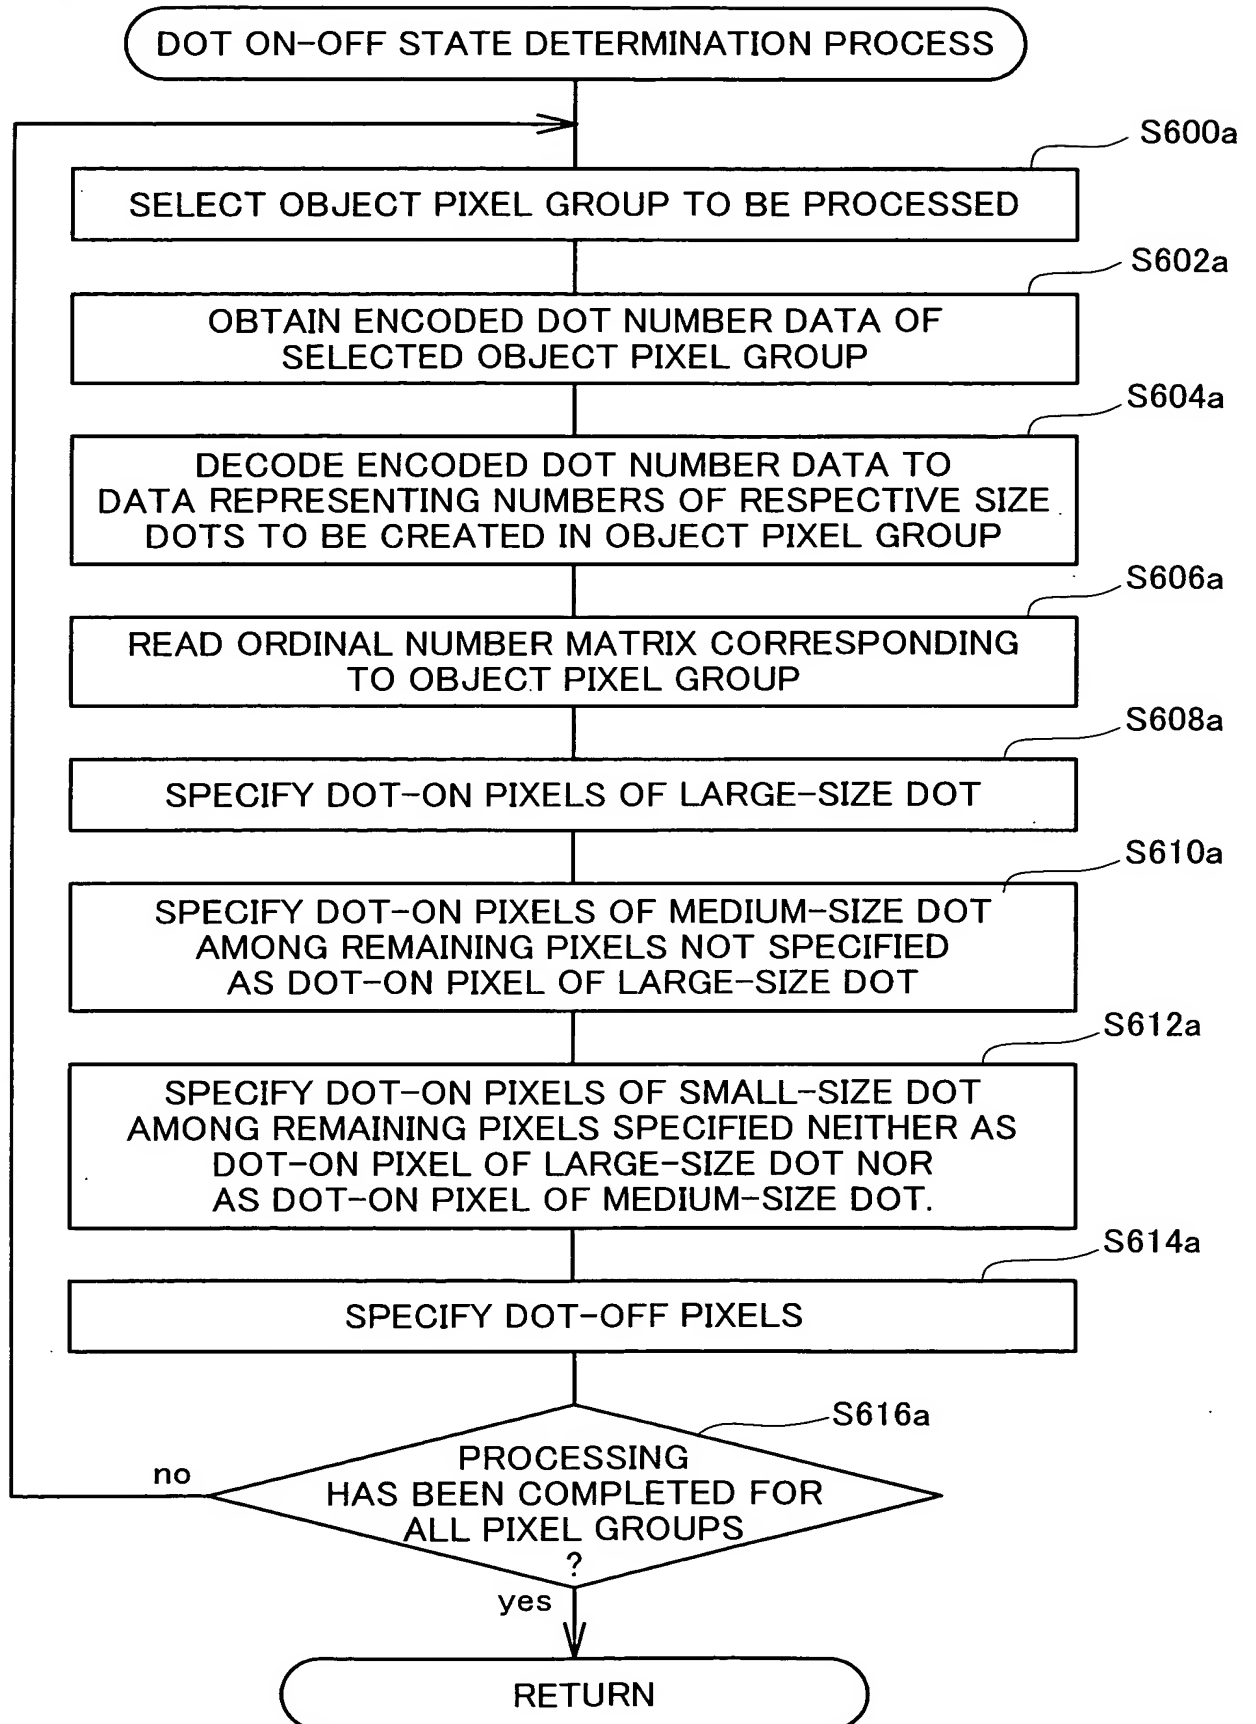 DOT ON-OFF STATE DETERMINATION PROCESS
S600a
SELECT OBJECT PIXEL GROUP TO BE PROCESSED
S602a
OBTAIN ENCODED DOT NUMBER DATA OF
SELECTED OBJECT PIXEL GROUP
S604a
DECODE ENCODED DOT NUMBER DATA TO
DATA REPRESENTING NUMBERS OF RESPECTIVE SIZE
DOTS TO BE CREATED IN OBJECT PIXEL GROUP
S606a
READ ORDINAL NUMBER MATRIX CORRESPONDING
TO OBJECT PIXEL GROUP
S608a
SPECIFY DOT-ON PIXELS OF LARGE-SIZE DOT
S610a
SPECIFY DOT-ON PIXELS OF MEDIUM-SIZE DOT
AMONG REMAINING PIXELS NOT SPECIFIED
AS DOT-ON PIXEL OF LARGE-SIZE DOT
S612a
SPECIFY DOT-ON PIXELS OF SMALL-SIZE DOT
AMONG REMAINING PIXELS SPECIFIED NEITHER AS
DOT-ON PIXEL OF LARGE-SIZE DOT NOR
AS DOT-ON PIXEL OF MEDIUM-SIZE DOT.
S614a
SPECIFY DOT-OFF PIXELS
S616a
PROCESSING
HAS BEEN COMPLETED FOR
ALL PIXEL GROUPS
?
no
yes
RETURN